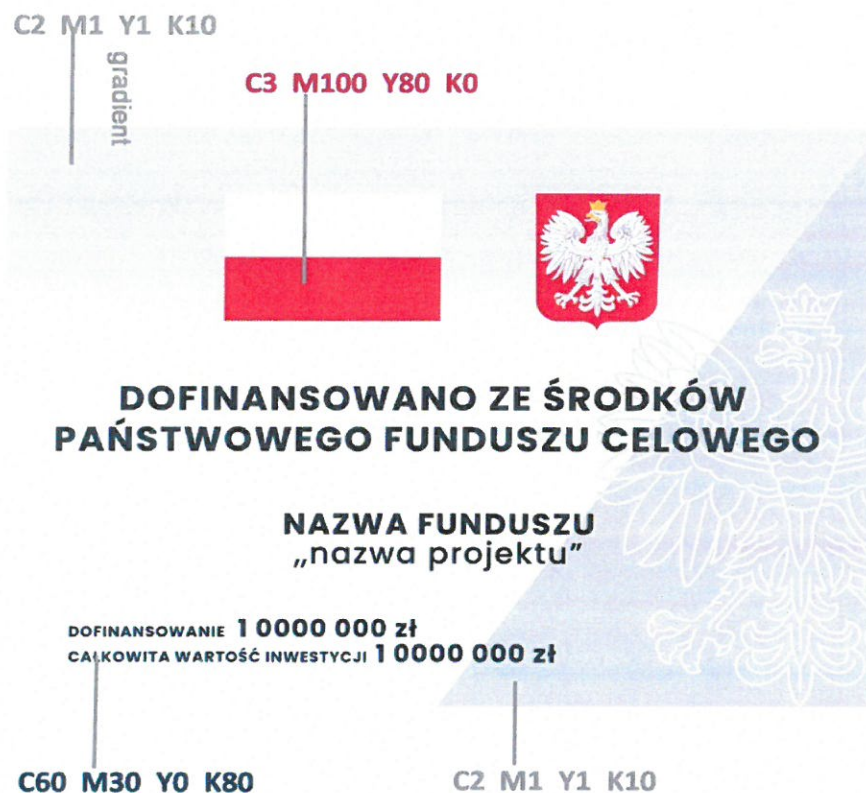 C2 M1 Y1 K10
gradient
C3 M100 Y80 K0
DOFINANSOWANO ZE ŚRODKÓW
PAŃSTWOWEGO FUNDUSZU CELOWEGO
NAZWA FUNDUSZU
„nazwa projektu”
DOFINANSOWANIE 1 0000 000 zł
CAŁKOWITA WARTOŚĆ INWESTYCJI 1 0000 000 zł
C60 M30 Y0 K80
C2 M1 Y1 K10